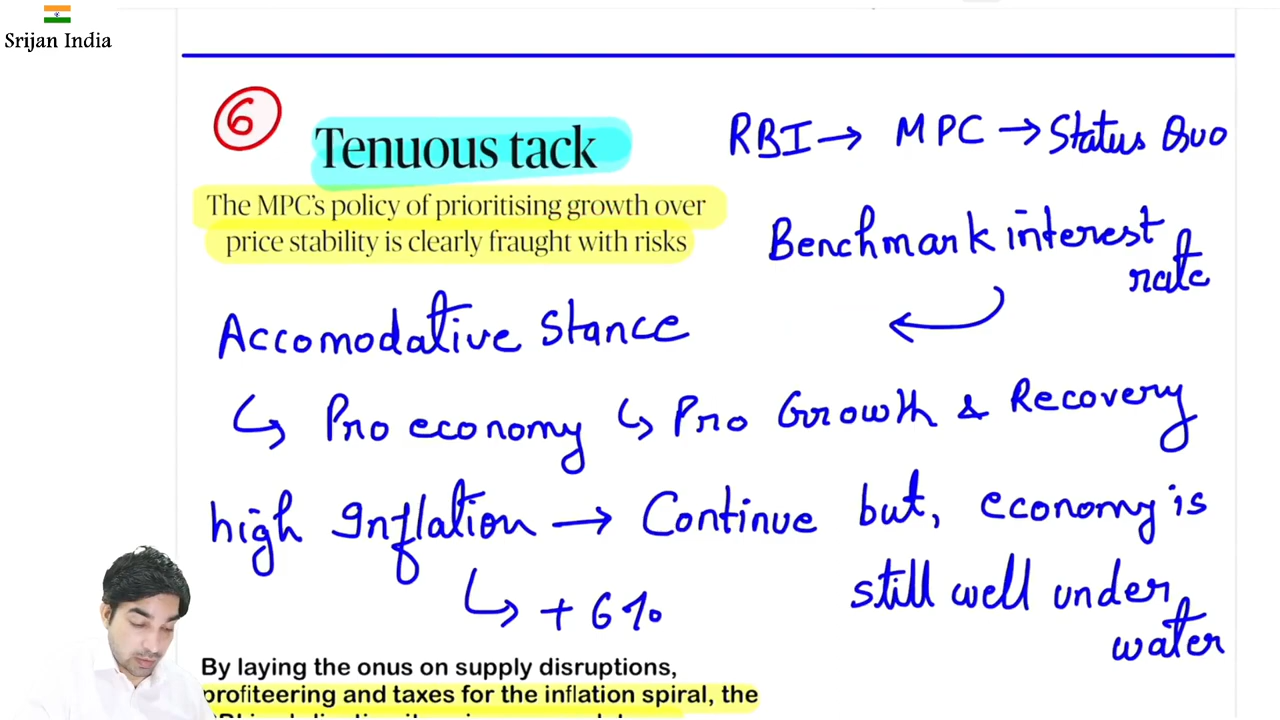 Srijan India
6
Tenuous tack
RBI → MPC → Status Quo
The MPC's policy of prioritising growth over
price stability is clearly fraught with risks
Benchmark interest
rate
Accomodative Stance
↪ Pro economy ↪ Pro Growth & Recovery
high Inflation → Continue but, economy is
↪ +6%
still well under
water
By laying the onus on supply disruptions,
profiteering and taxes for the inflation spiral, the